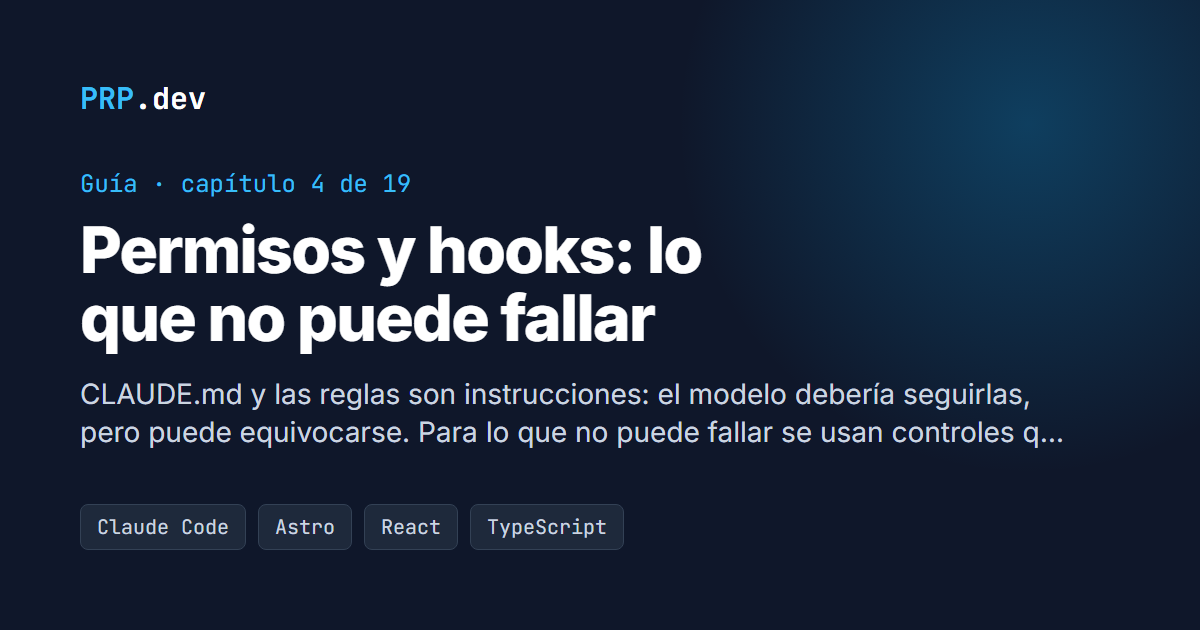 PRP.dev
Guía · capítulo 4 de 19
Permisos y hooks: lo
que no puede fallar
CLAUDE.md y las reglas son instrucciones: el modelo debería seguirlas,
pero puede equivocarse. Para lo que no puede fallar se usan controles q...
Claude Code
Astro
React
TypeScript